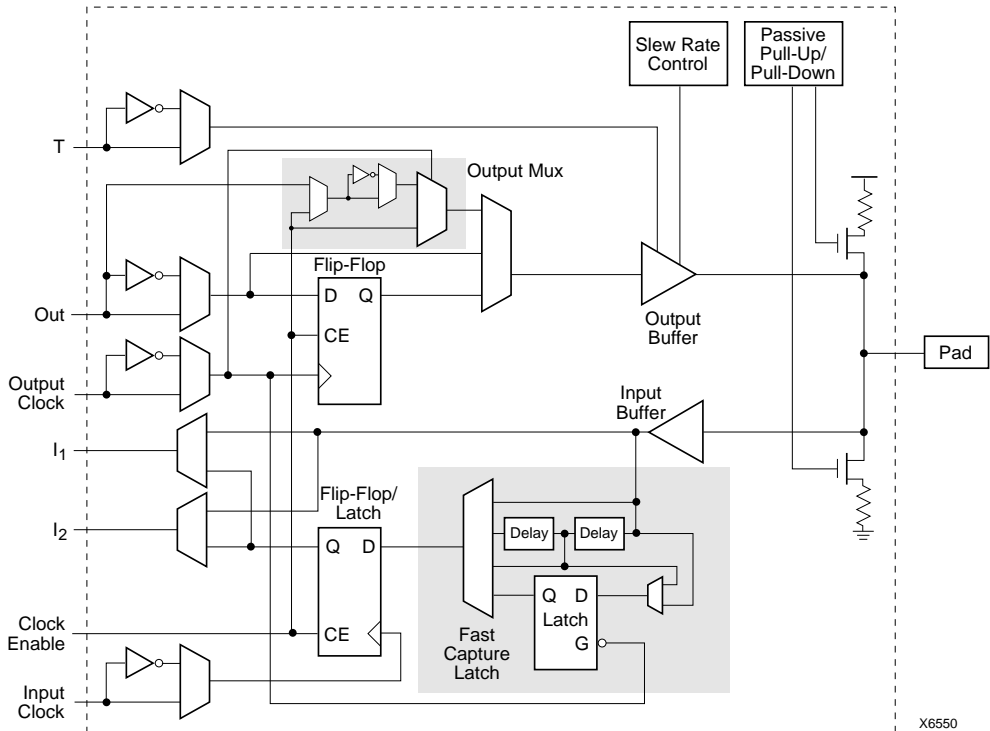 Slew Rate
Control
Passive
Pull-Up/
Pull-Down
T
Output Mux
Flip-Flop
D Q
CE
Out
Output
Buffer
Pad
Output
Clock
Input
Buffer
I1
Flip-Flop/
Latch
I2
Q D
CE
Delay
Delay
Q D
Latch
G
Fast
Capture
Latch
Clock
Enable
Input
Clock
X6550